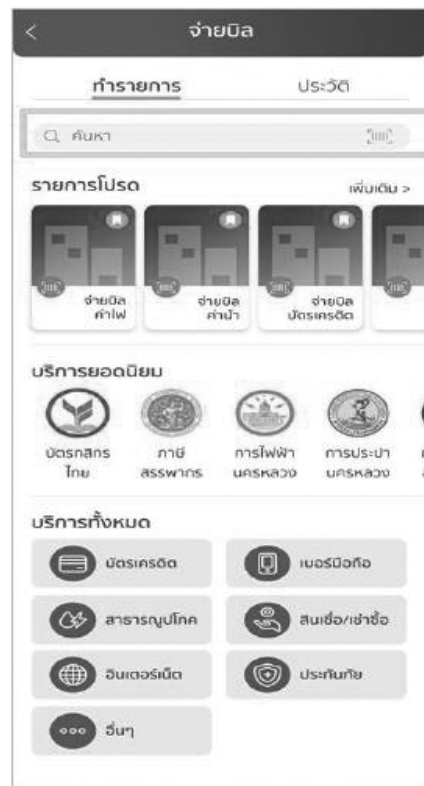 จ่ายบิล
ทำรายการ ประวัติ
ค้นหา
รายการโปรด เพิ่มเติม >
จ่ายบิล ค่าไฟ
จ่ายบิล ค่าน้ำ
จ่ายบิล บัตรเครดิต
บริการยอดนิยม
บัตรกสิกร ไทย
ภาษี สรรพากร
การไฟฟ้า นครหลวง
การประปา นครหลวง
บริการทั้งหมด
บัตรเครดิต เบอร์มือถือ
สาธารณูปโภค สินเชื่อ/เช่าซื้อ
อินเตอร์เน็ต ประกันภัย
อื่นๆ